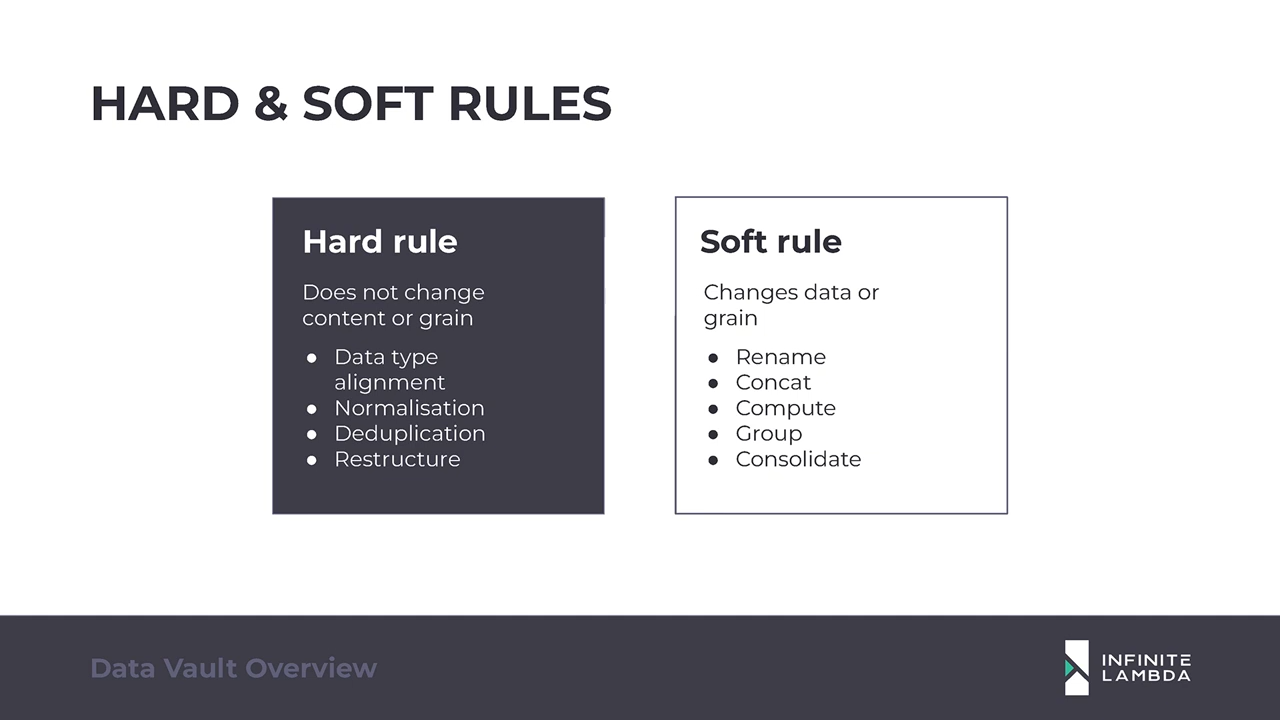 HARD & SOFT RULES
Hard rule
Does not change
content or grain
● Data type
alignment
● Normalisation
● Deduplication
● Restructure
Soft rule
Changes data or
grain
● Rename
● Concat
● Compute
● Group
● Consolidate
Data Vault Overview
INFINITE
LAMBDA